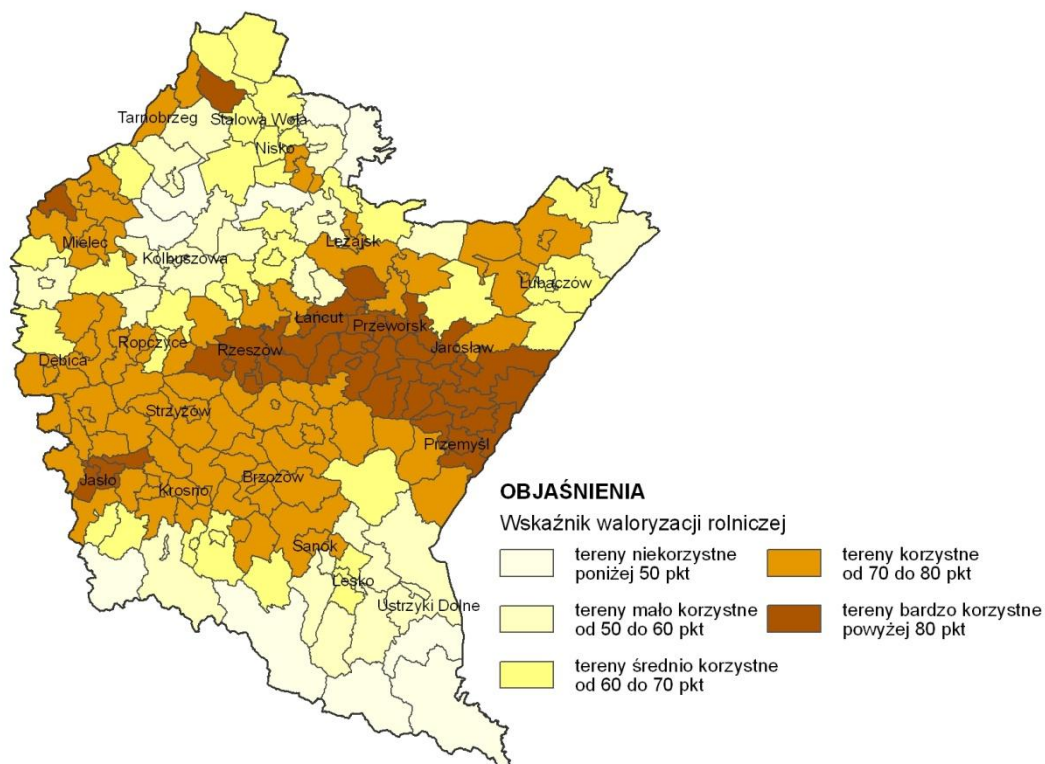 Tarnobrzeg
Stalowa Wola
Nisko
Mielec
Kolbuszowa
Leżajsk
Lubaczów
Łańcut
Przeworsk
Ropczyce
Rzeszów
Jarosław
Dębica
Strzyżów
Przemyśl
Jasło
Krosno
Brzozów
Sanok
Lesko
Ustrzyki Dolne
OBJAŚNIENIA
Wskaźnik waloryzacji rolniczej
tereny niekorzystne
poniżej 50 pkt
tereny mało korzystne
od 50 do 60 pkt
tereny średnio korzystne
od 60 do 70 pkt
tereny korzystne
od 70 do 80 pkt
tereny bardzo korzystne
powyżej 80 pkt